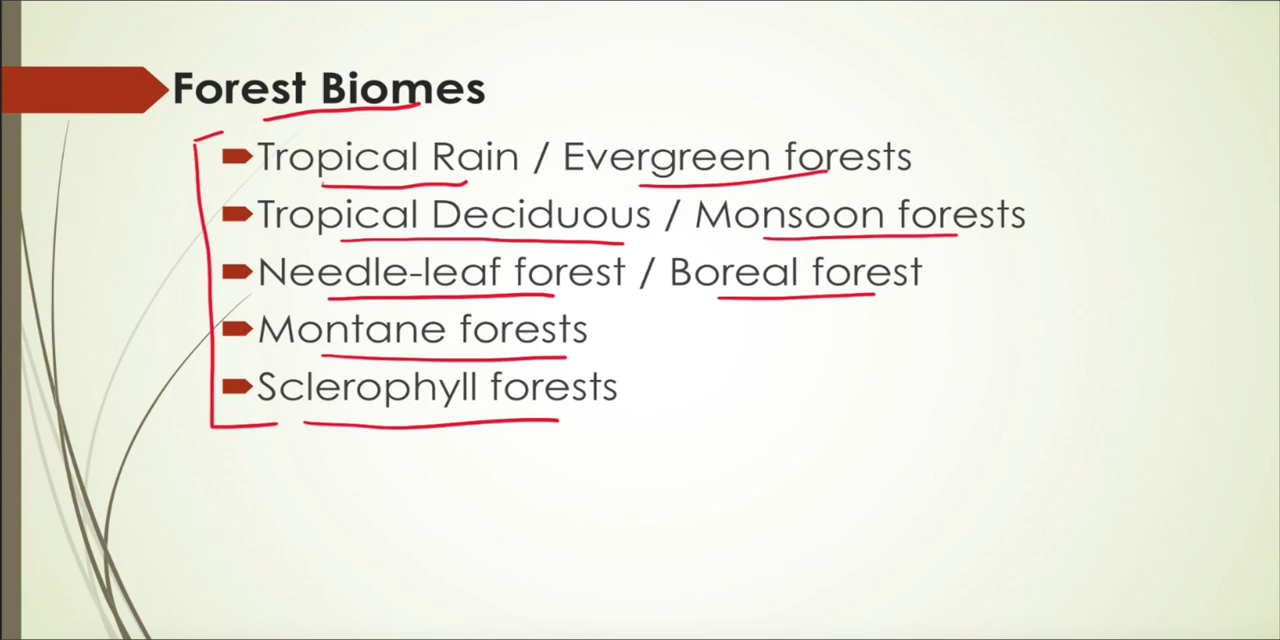 Forest Biomes
Tropical Rain / Evergreen forests
Tropical Deciduous / Monsoon forests
Needle-leaf forest / Boreal forest
Montane forests
Sclerophyll forests